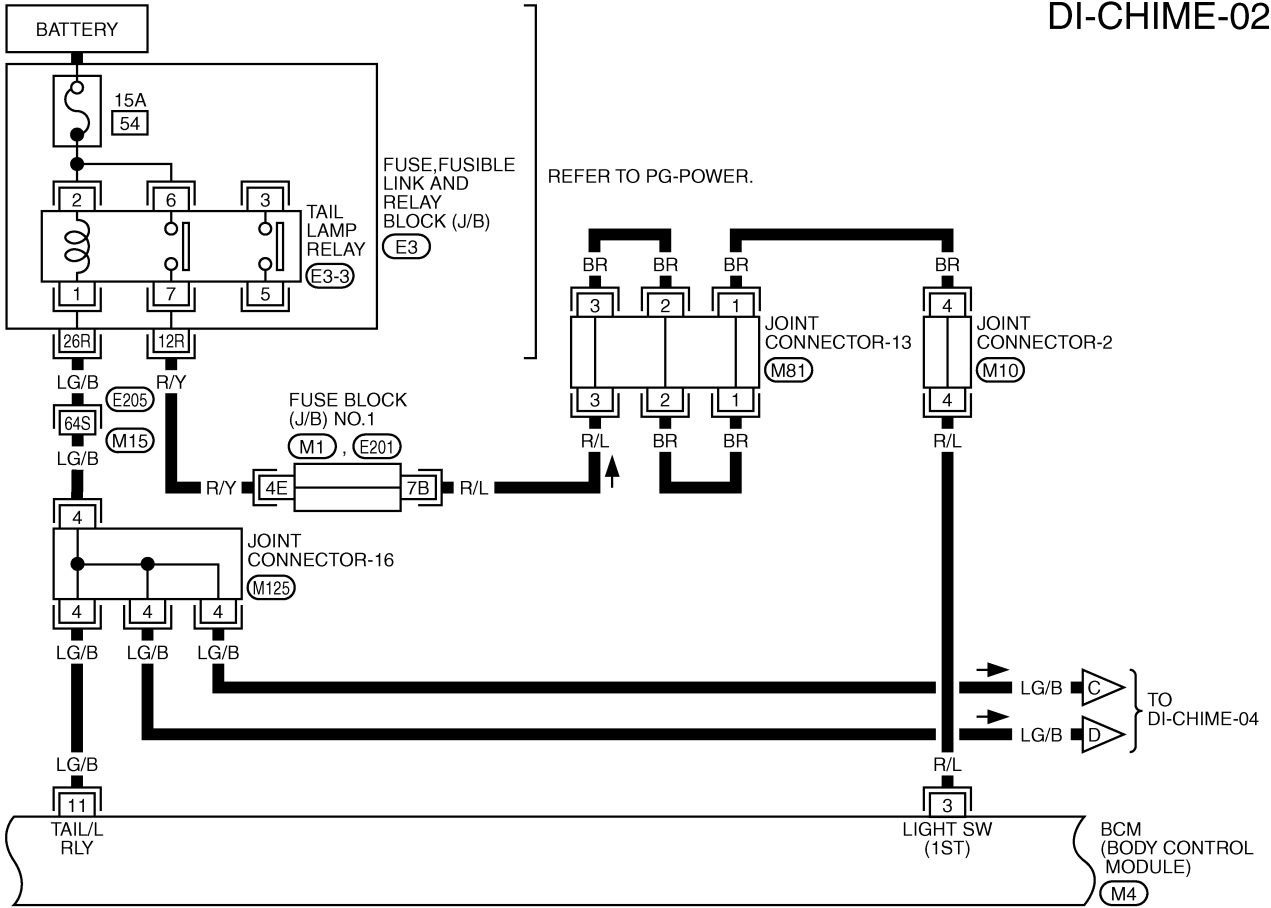 DI-CHIME-02
BATTERY
15A
54
FUSE,FUSIBLE
LINK AND
RELAY
BLOCK (J/B)
E3
REFER TO PG-POWER.
2
6
3
TAIL
LAMP
RELAY
E3-3
1
7
5
26R
12R
LG/B
R/Y
E205
64S
M15
LG/B
FUSE BLOCK
(J/B) NO.1
M1 , E201
R/Y
4E
7B
R/L
BR
BR
BR
BR
3
2
1
4
JOINT
CONNECTOR-13
M81
JOINT
CONNECTOR-2
M10
3
2
1
4
R/L
BR
BR
R/L
4
JOINT
CONNECTOR-16
M125
4
4
4
LG/B
LG/B
LG/B
LG/B
C
LG/B
D
TO
DI-CHIME-04
LG/B
R/L
11
3
TAIL/L
RLY
LIGHT SW
(1ST)
BCM
(BODY CONTROL
MODULE)
M4